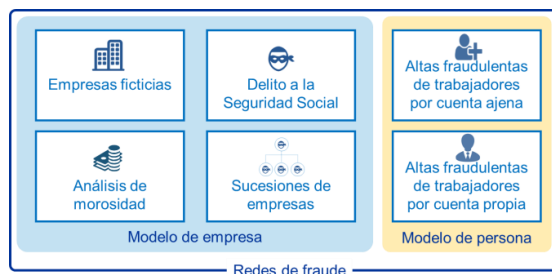 Empresas ficticias
Delito a la
Seguridad Social
Altas fraudulentas
de trabajadores
por cuenta ajena
Análisis de
morosidad
Sucesiones de
empresas
Altas fraudulentas
de trabajadores
por cuenta propia
Modelo de empresa
Modelo de persona
Redes de fraude